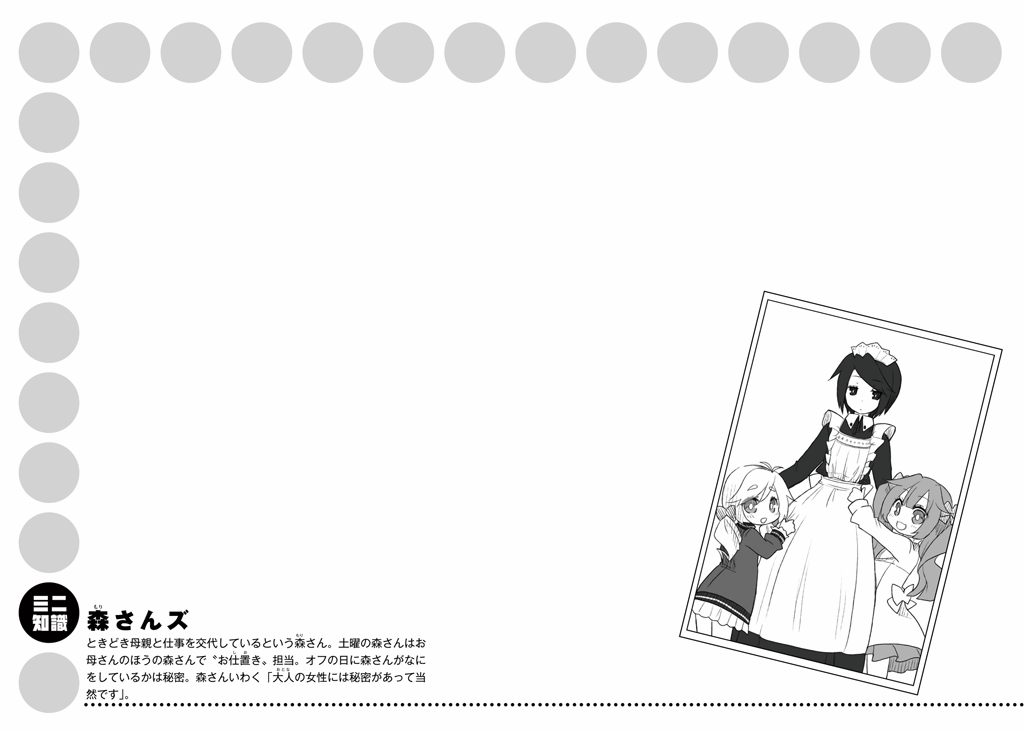 ミニ
知識
森さんズ
ときどき母親と仕事を交代しているという森さん。土曜の森さんはお
母さんのほうの森さんで〝お仕置き〟担当。オフの日に森さんがなに
をしているかは秘密。森さんいわく「大人の女性には秘密があって当
然です」。